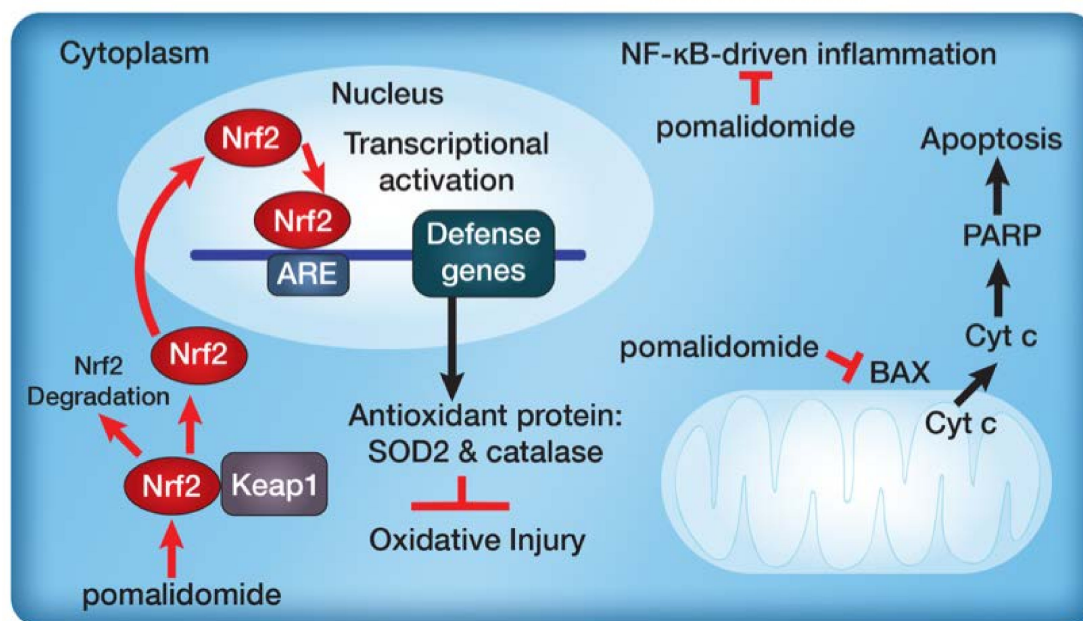 Cytoplasm
Nucleus
Nrf2
Transcriptional
activation
Nrf2
ARE
Defense
genes
Nrf2
Nrf2
Degradation
Nrf2
Keap1
pomalidomide
Antioxidant protein:
SOD2 & catalase
Oxidative Injury
NF-κB-driven inflammation
pomalidomide
Apoptosis
PARP
Cyt c
pomalidomide
BAX
Cyt c